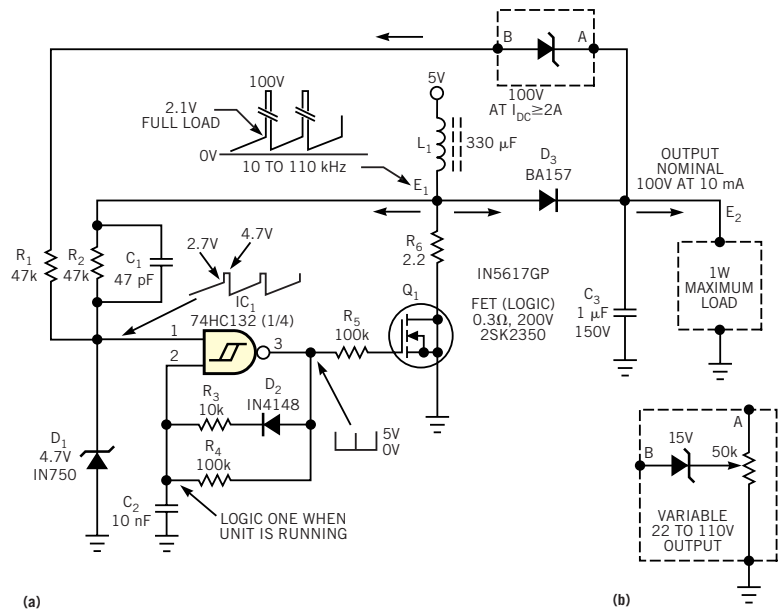 B
A
100V
AT IDC≥2A
5V
100V
2.1V
FULL LOAD
0V
10 TO 110 kHz
L1
330 µF
E1
D3
BA157
OUTPUT
NOMINAL
100V AT 10 mA
E2
R1
47k
R2
47k
C1
47 pF
2.7V
4.7V
IC1
74HC132 (1/4)
R6
2.2
IN5617GP
Q1
FET (LOGIC)
0.3Ω, 200V
2SK2350
C3
1 µF
150V
1W
MAXIMUM
LOAD
1
2
3
R5
100k
R3
10k
D2
IN4148
R4
100k
5V
0V
D1
4.7V
IN750
C2
10 nF
LOGIC ONE WHEN
UNIT IS RUNNING
A
B
15V
50k
VARIABLE
22 TO 110V
OUTPUT
(a)
(b)